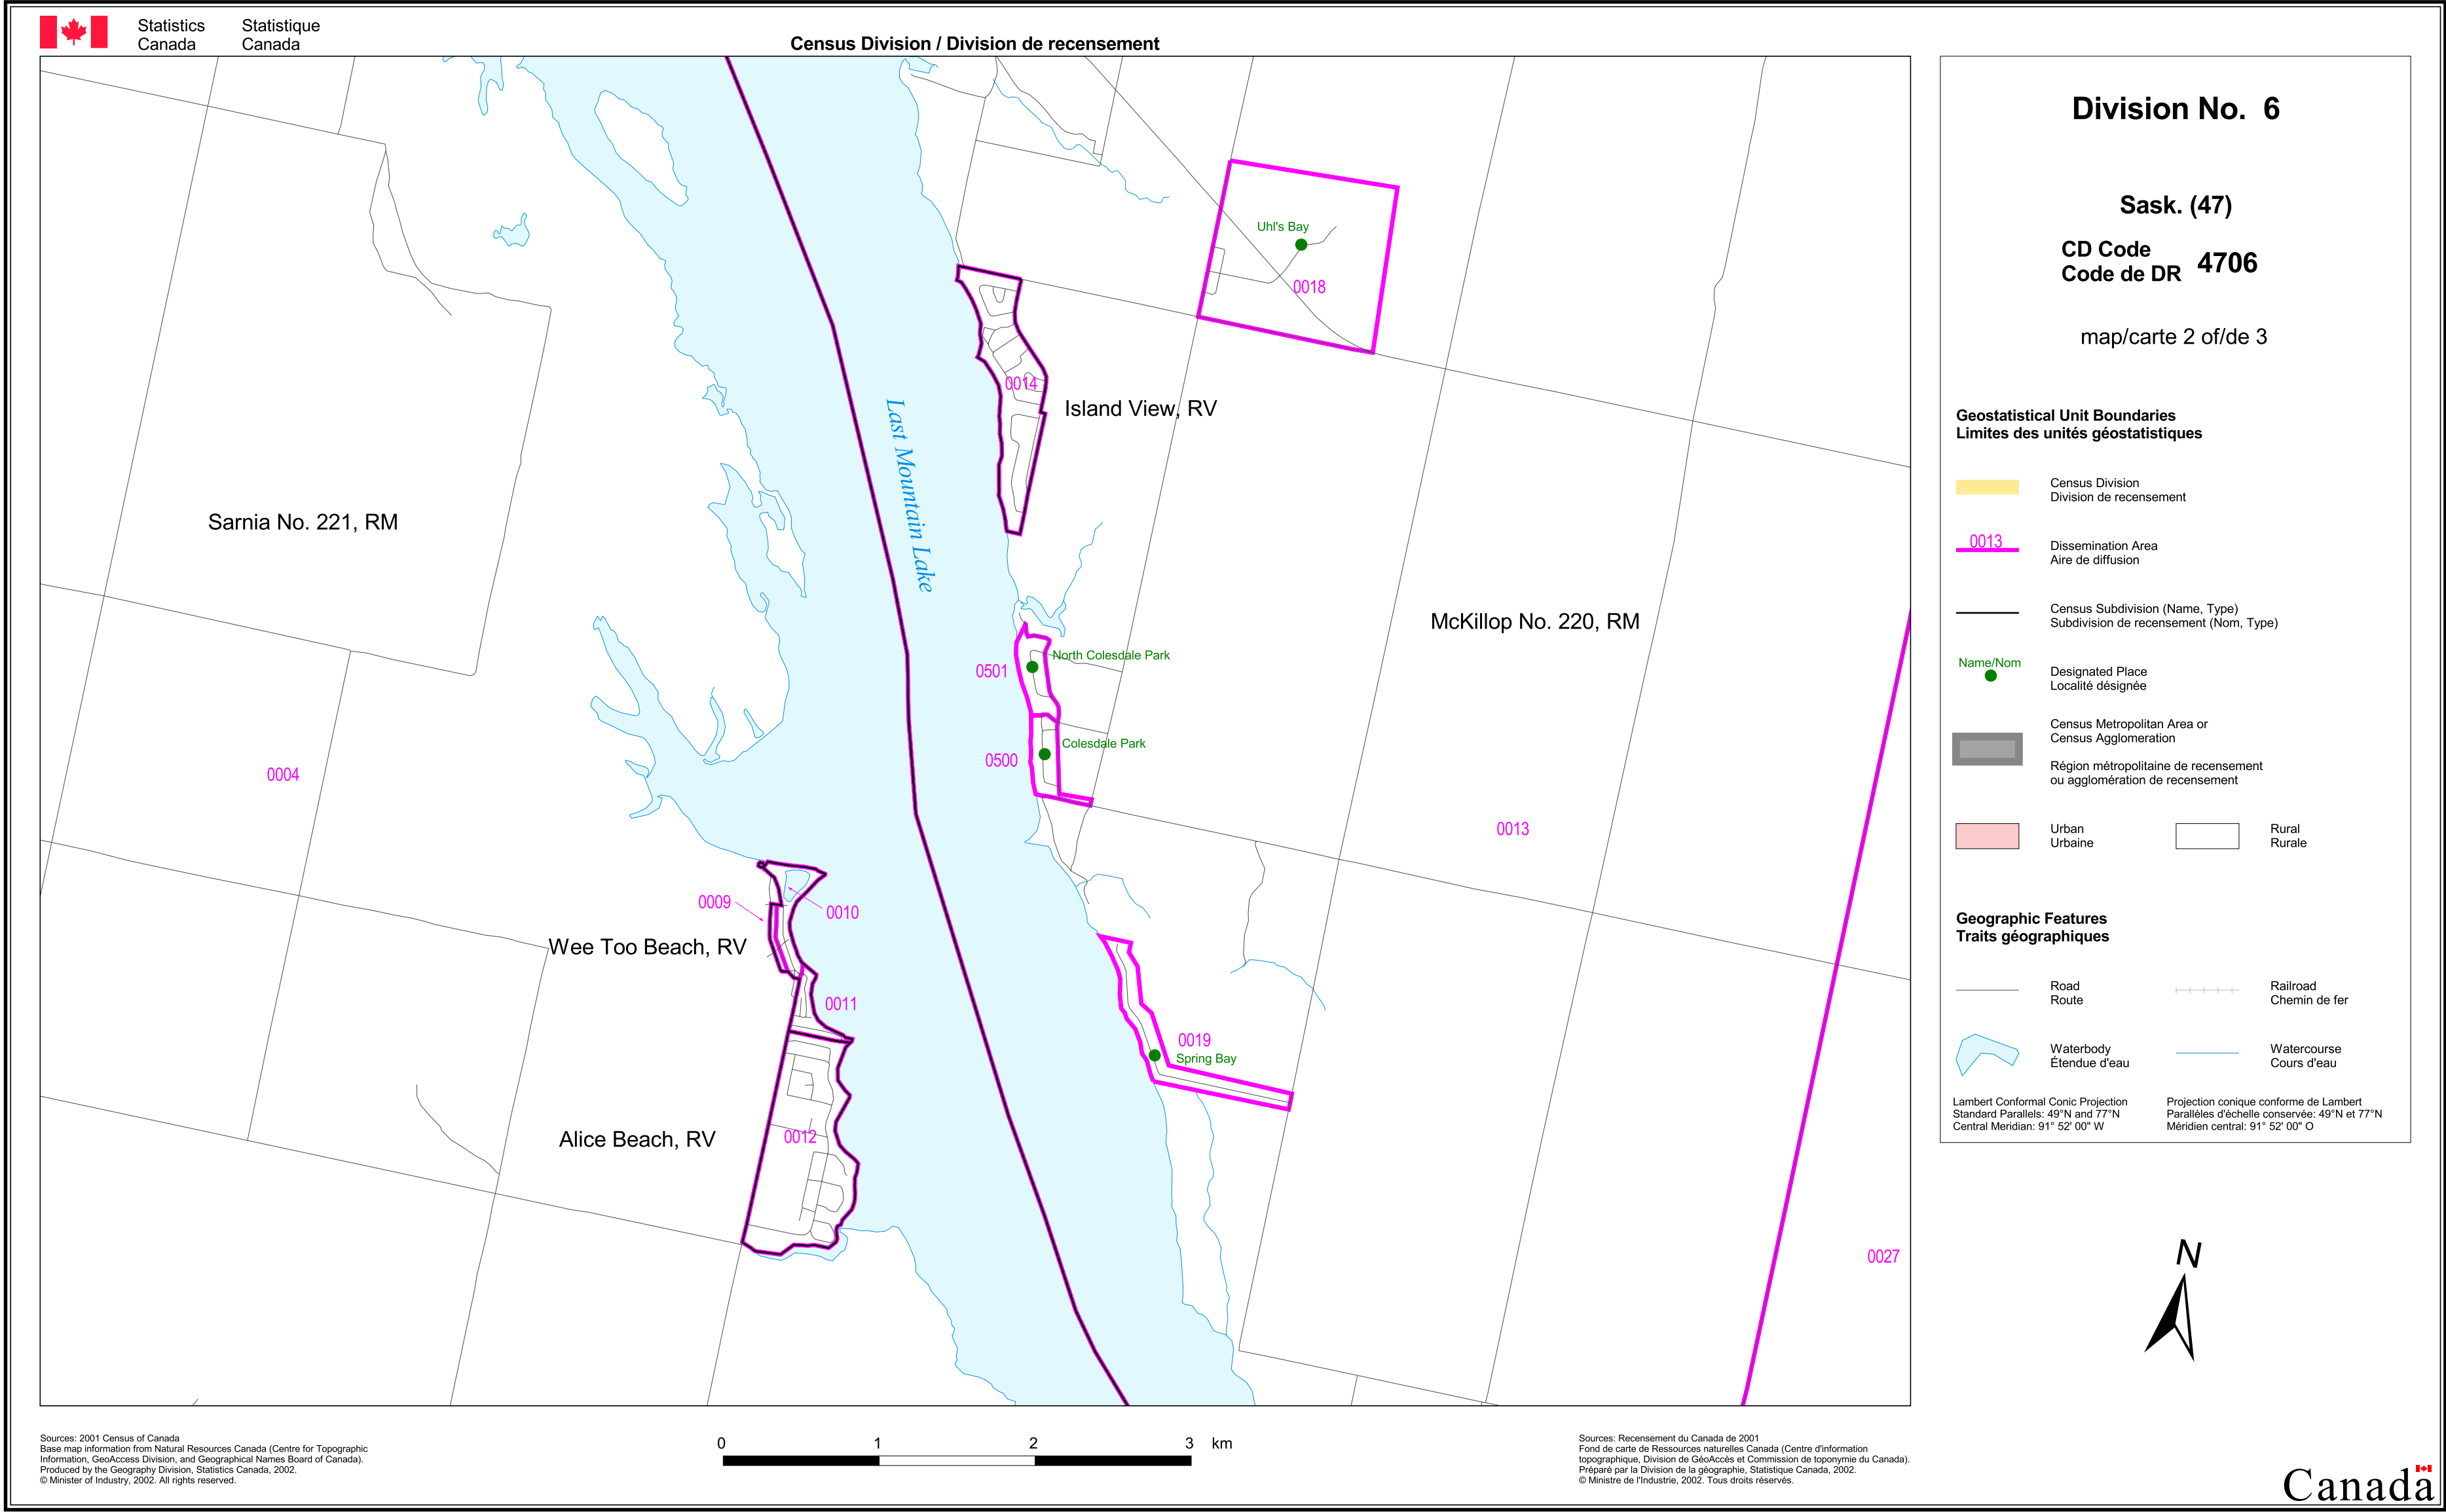 Statistics Statistique
Canada Canada
Census Division / Division de recensement
Division No. 6
Sask. (47)
CD Code
Code de DR 4706
map/carte 2 of/de 3
Geostatistical Unit Boundaries
Limites des unités géostatistiques
Census Division
Division de recensement
0013
Dissemination Area
Aire de diffusion
Census Subdivision (Name, Type)
Subdivision de recensement (Nom, Type)
Name/Nom
Designated Place
Localité désignée
Census Metropolitan Area or
Census Agglomeration
Région métropolitaine de recensement
ou agglomération de recensement
Urban
Urbaine
Rural
Rurale
Geographic Features
Traits géographiques
Road
Route
Railroad
Chemin de fer
Waterbody
Étendue d'eau
Watercourse
Cours d'eau
Lambert Conformal Conic Projection
Standard Parallels: 49°N and 77°N
Central Meridian: 91° 52' 00" W
Projection conique conforme de Lambert
Parallèles d'échelle conservée: 49°N et 77°N
Méridien central: 91° 52' 00" O
N
Uhl's Bay
0018
0014
Island View, RV
Last Mountain Lake
Sarnia No. 221, RM
McKillop No. 220, RM
North Colesdale Park
0501
Colesdale Park
0500
0004
0013
0009
0010
Wee Too Beach, RV
0011
0019
Spring Bay
Alice Beach, RV
0012
0027
Sources: 2001 Census of Canada
Base map information from Natural Resources Canada (Centre for Topographic
Information, GeoAccess Division, and Geographical Names Board of Canada).
Produced by the Geography Division, Statistics Canada, 2002.
© Minister of Industry, 2002. All rights reserved.
0 1 2 3 km
Sources: Recensement du Canada de 2001
Fond de carte de Ressources naturelles Canada (Centre d'information
topographique, Division de GéoAccès et Commission de toponymie du Canada).
Préparé par la Division de la géographie, Statistique Canada, 2002.
© Ministre de l'Industrie, 2002. Tous droits réservés.
Canada